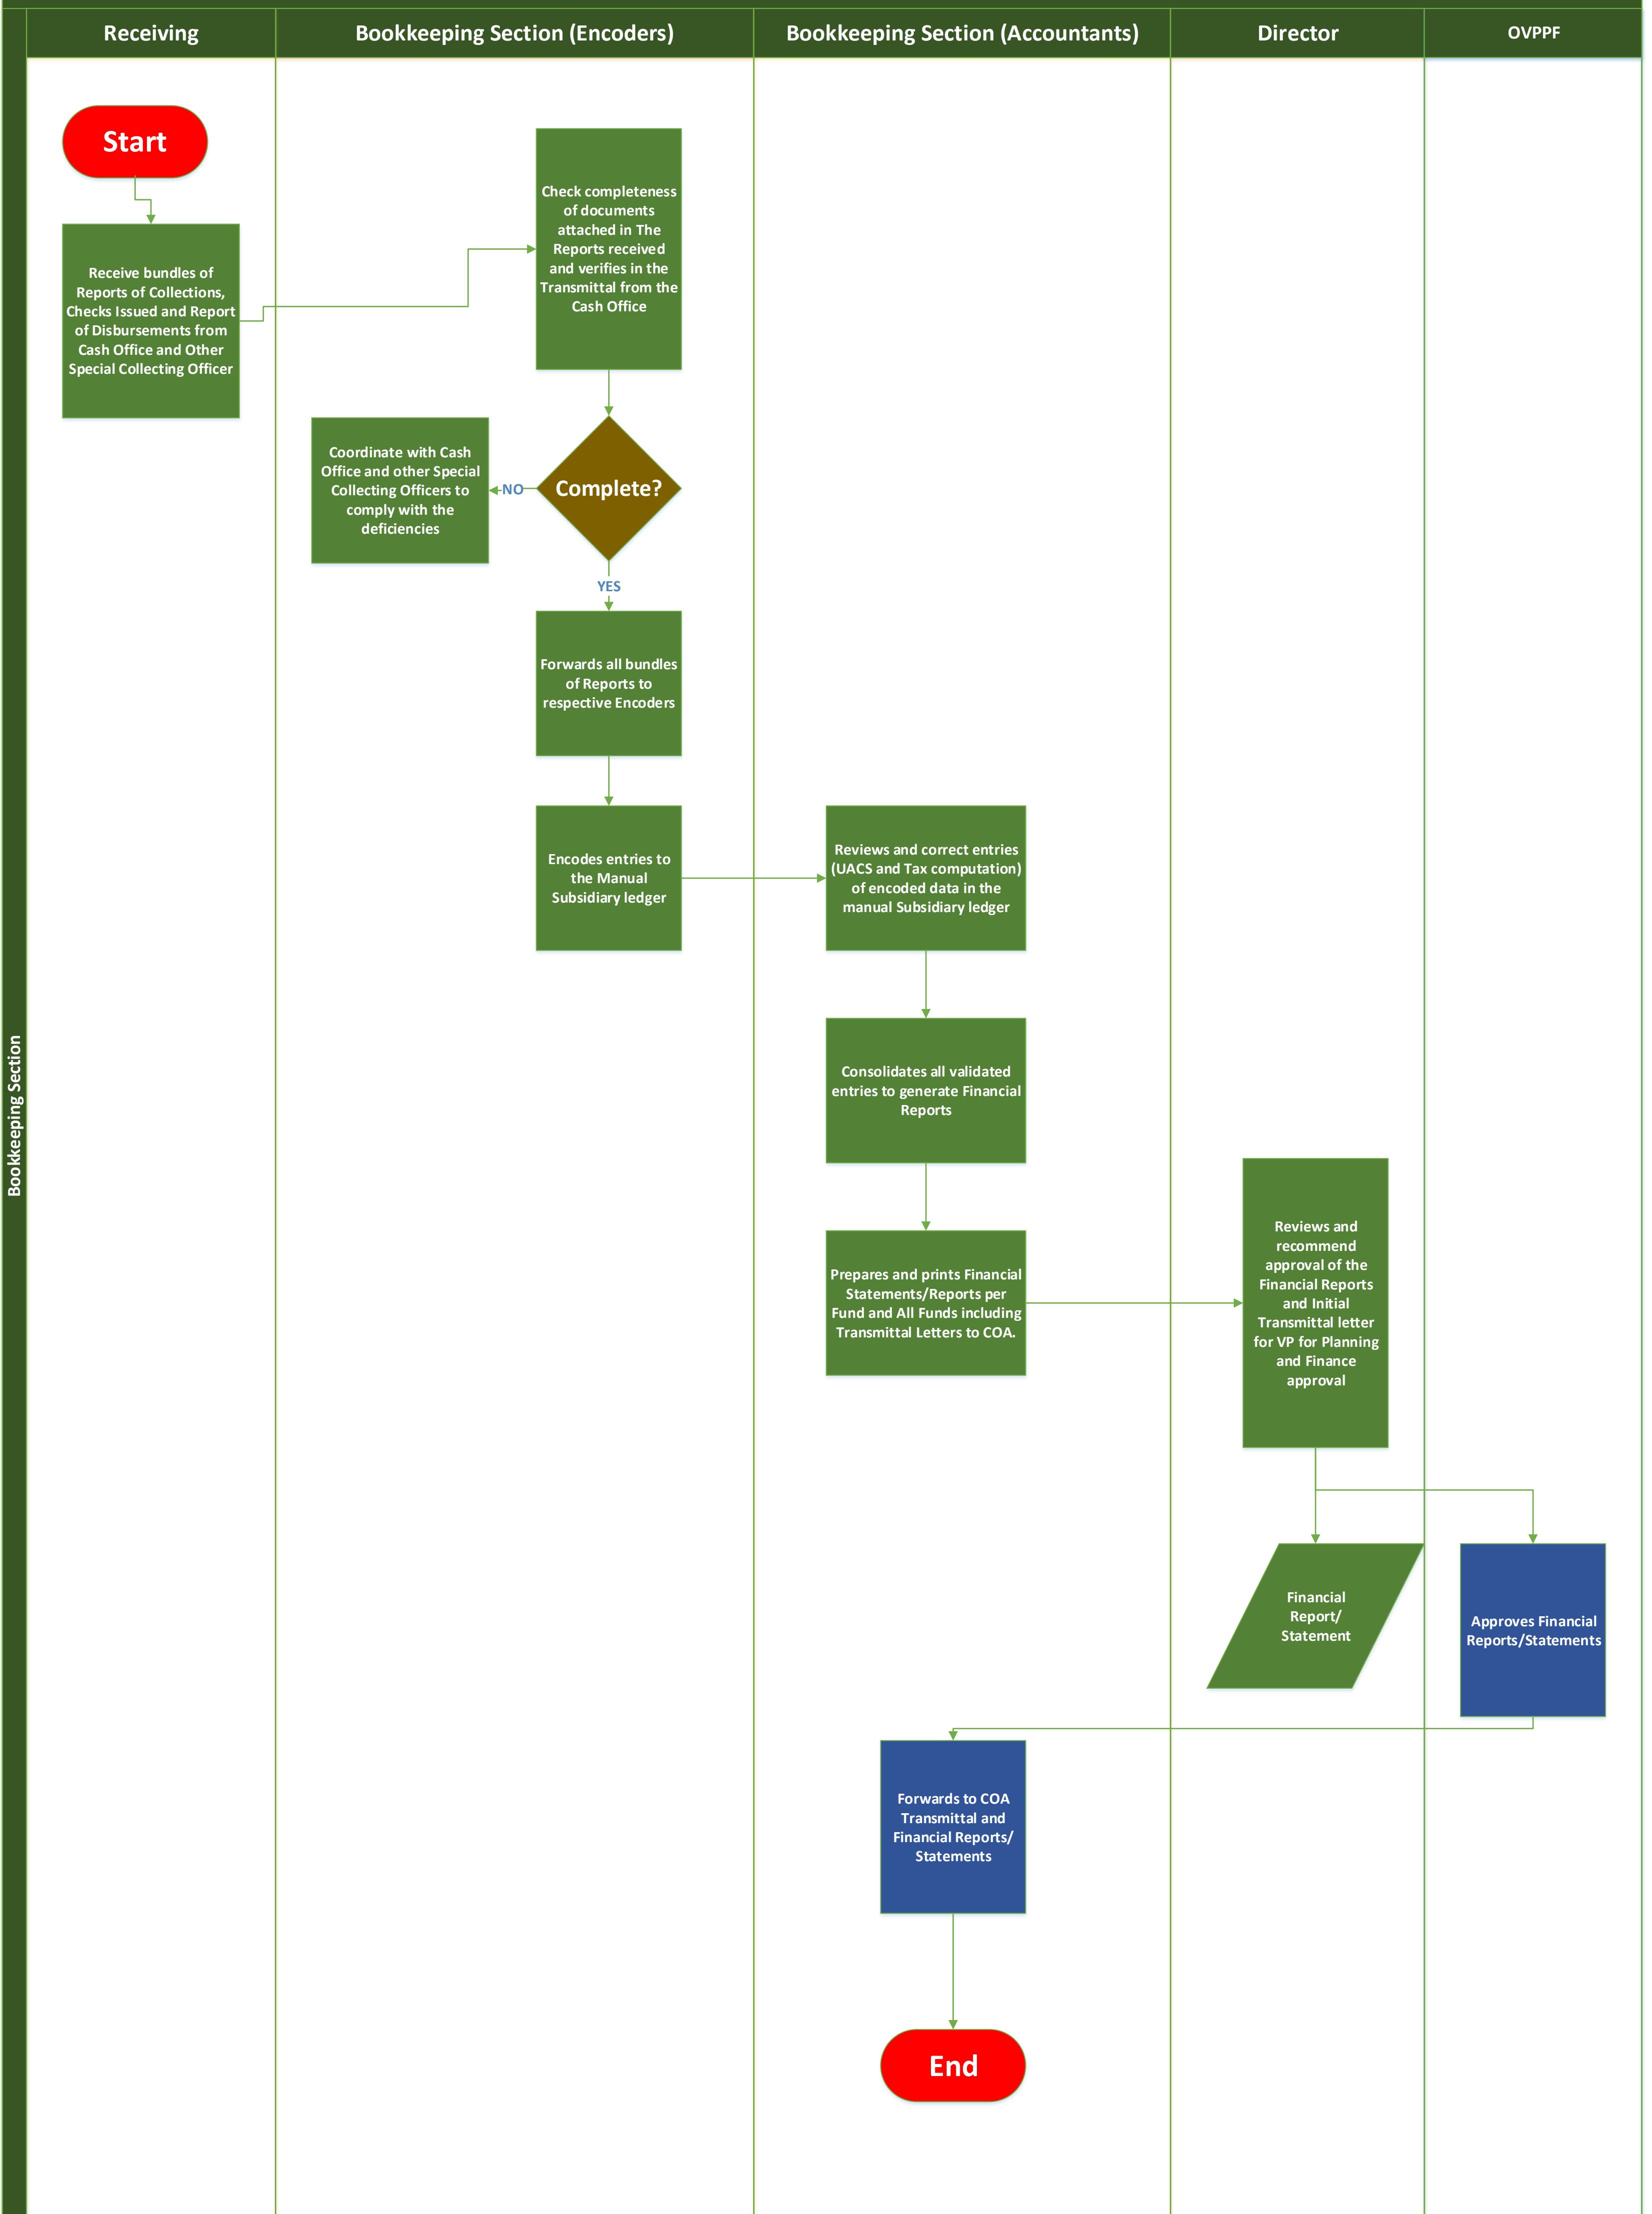 Receiving
Bookkeeping Section (Encoders)
Bookkeeping Section (Accountants)
Director
OVPPF
Bookkeeping Section
Start
Receive bundles of
Reports of Collections,
Checks Issued and Report
of Disbursements from
Cash Office and Other
Special Collecting Officer
Check completeness
of documents
attached in The
Reports received
and verifies in the
Transmittal from the
Cash Office
Complete?
NO
Coordinate with Cash
Office and other Special
Collecting Officers to
comply with the
deficiencies
YES
Forwards all bundles
of Reports to
respective Encoders
Encodes entries to
the Manual
Subsidiary ledger
Reviews and correct entries
(UACS and Tax computation)
of encoded data in the
manual Subsidiary ledger
Consolidates all validated
entries to generate Financial
Reports
Prepares and prints Financial
Statements/Reports per
Fund and All Funds including
Transmittal Letters to COA.
Reviews and
recommend
approval of the
Financial Reports
and Initial
Transmittal letter
for VP for Planning
and Finance
approval
Financial
Report/
Statement
Approves Financial
Reports/Statements
Forwards to COA
Transmittal and
Financial Reports/
Statements
End